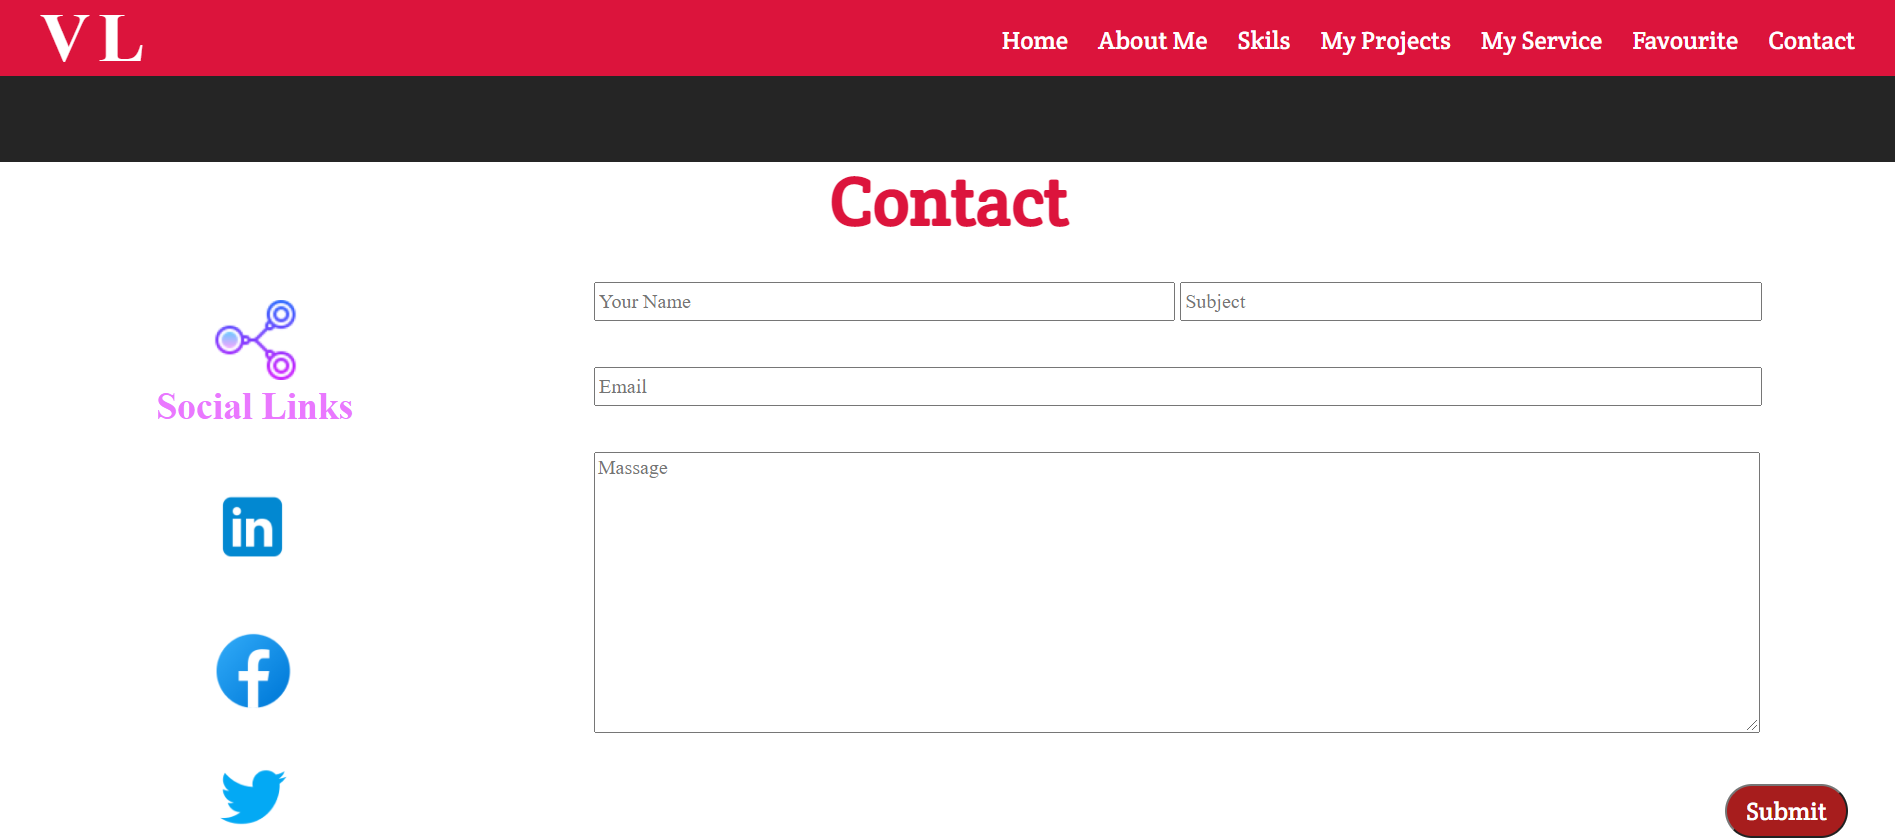 V L
Home About Me Skils My Projects My Service Favourite Contact
Contact
Your Name Subject
Email
Social Links
Massage
in
f
Submit